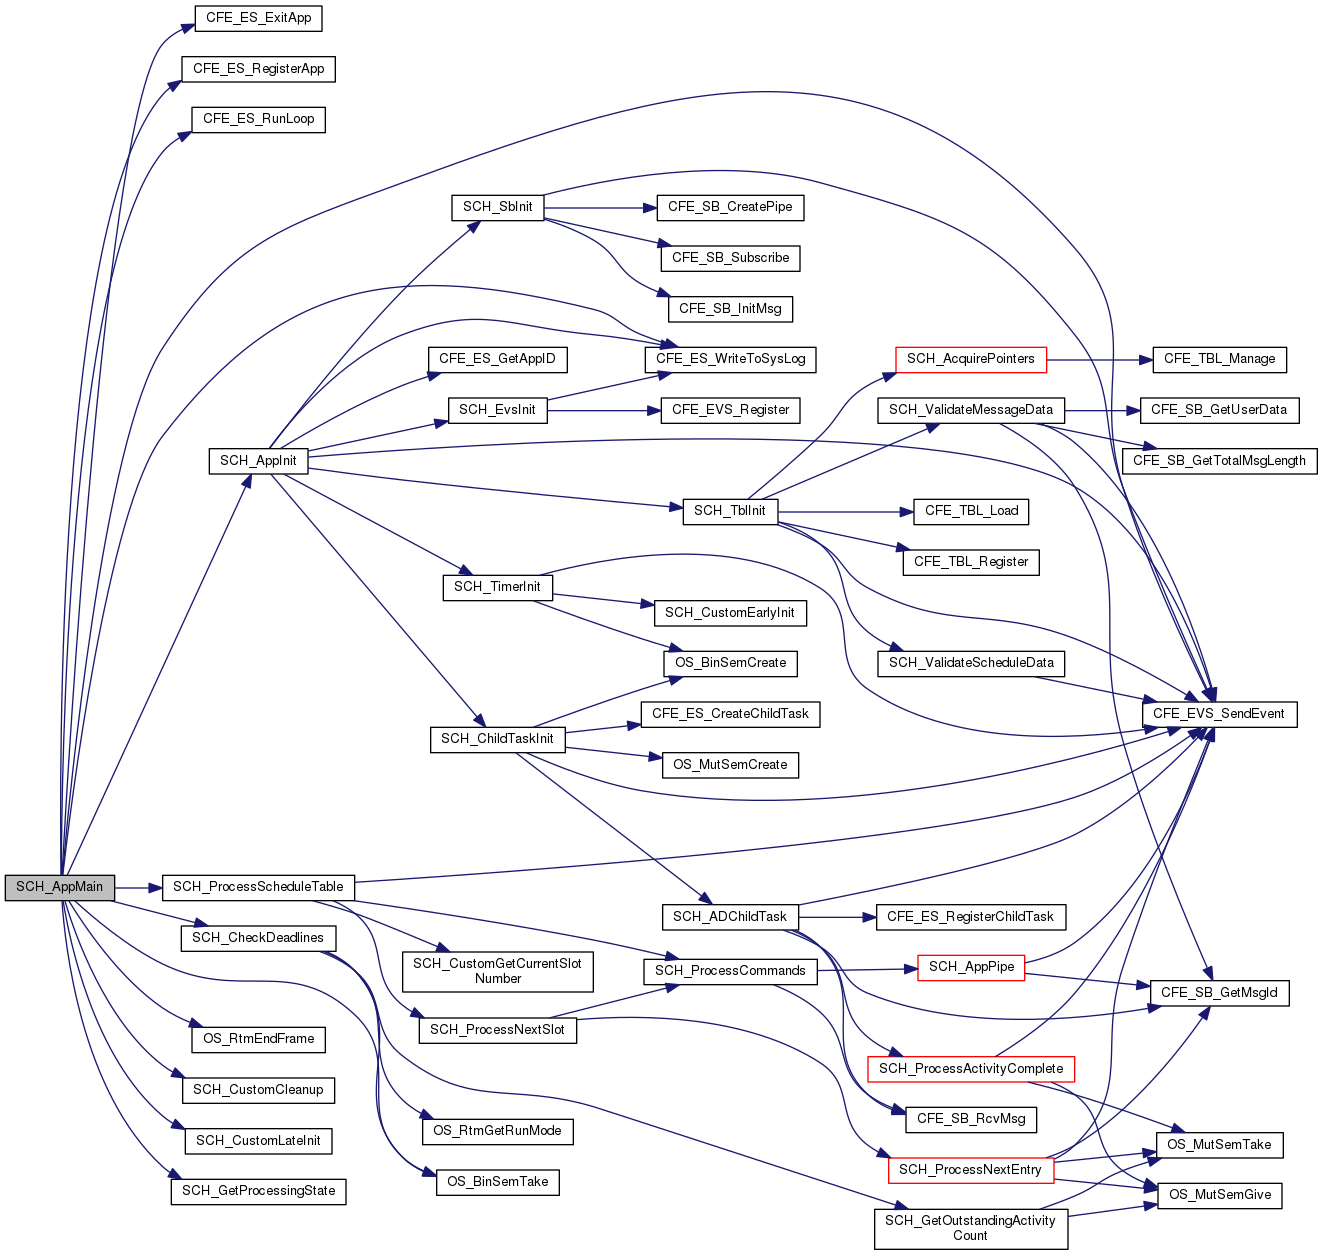 CFE_ES_ExitApp
CFE_ES_RegisterApp
CFE_ES_RunLoop
SCH_SbInit
CFE_SB_CreatePipe
CFE_SB_Subscribe
CFE_SB_InitMsg
CFE_ES_GetAppID
CFE_ES_WriteToSysLog
SCH_AcquirePointers
CFE_TBL_Manage
SCH_EvsInit
CFE_EVS_Register
SCH_ValidateMessageData
CFE_SB_GetUserData
SCH_AppInit
CFE_SB_GetTotalMsgLength
SCH_TblInit
CFE_TBL_Load
CFE_TBL_Register
SCH_TimerInit
SCH_CustomEarlyInit
OS_BinSemCreate
SCH_ValidateScheduleData
CFE_ES_CreateChildTask
CFE_EVS_SendEvent
SCH_ChildTaskInit
OS_MutSemCreate
SCH_AppMain
SCH_ProcessScheduleTable
SCH_ADChildTask
CFE_ES_RegisterChildTask
SCH_CheckDeadlines
SCH_CustomGetCurrentSlot
Number
SCH_ProcessCommands
SCH_AppPipe
CFE_SB_GetMsgId
OS_RtmEndFrame
SCH_ProcessNextSlot
SCH_ProcessActivityComplete
SCH_CustomCleanup
CFE_SB_RcvMsg
SCH_CustomLateInit
OS_RtmGetRunMode
OS_MutSemTake
SCH_ProcessNextEntry
SCH_GetProcessingState
OS_BinSemTake
OS_MutSemGive
SCH_GetOutstandingActivity
Count